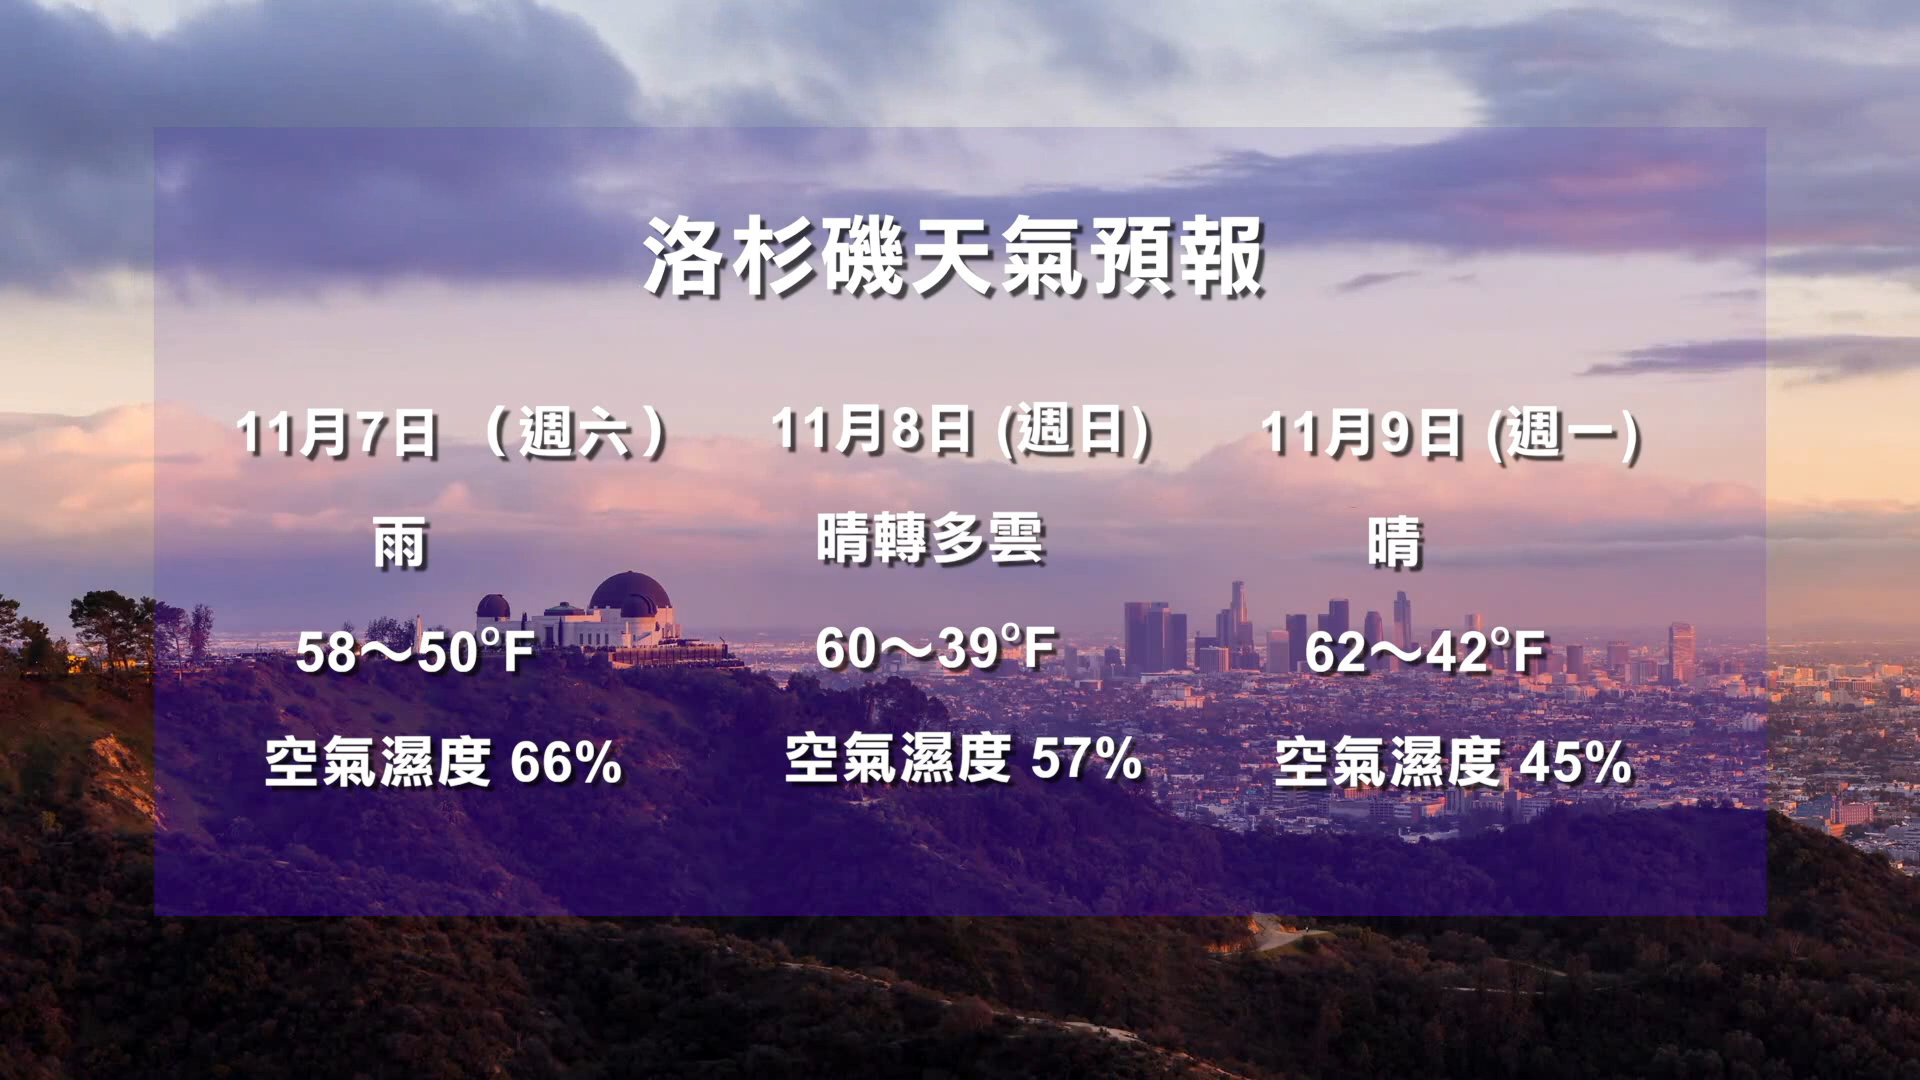 洛杉磯天氣預報
11月7日 （週六）
雨
58～50°F
空氣濕度 66%
11月8日 (週日)
晴轉多雲
60～39°F
空氣濕度 57%
11月9日 (週一)
晴
62～42°F
空氣濕度 45%